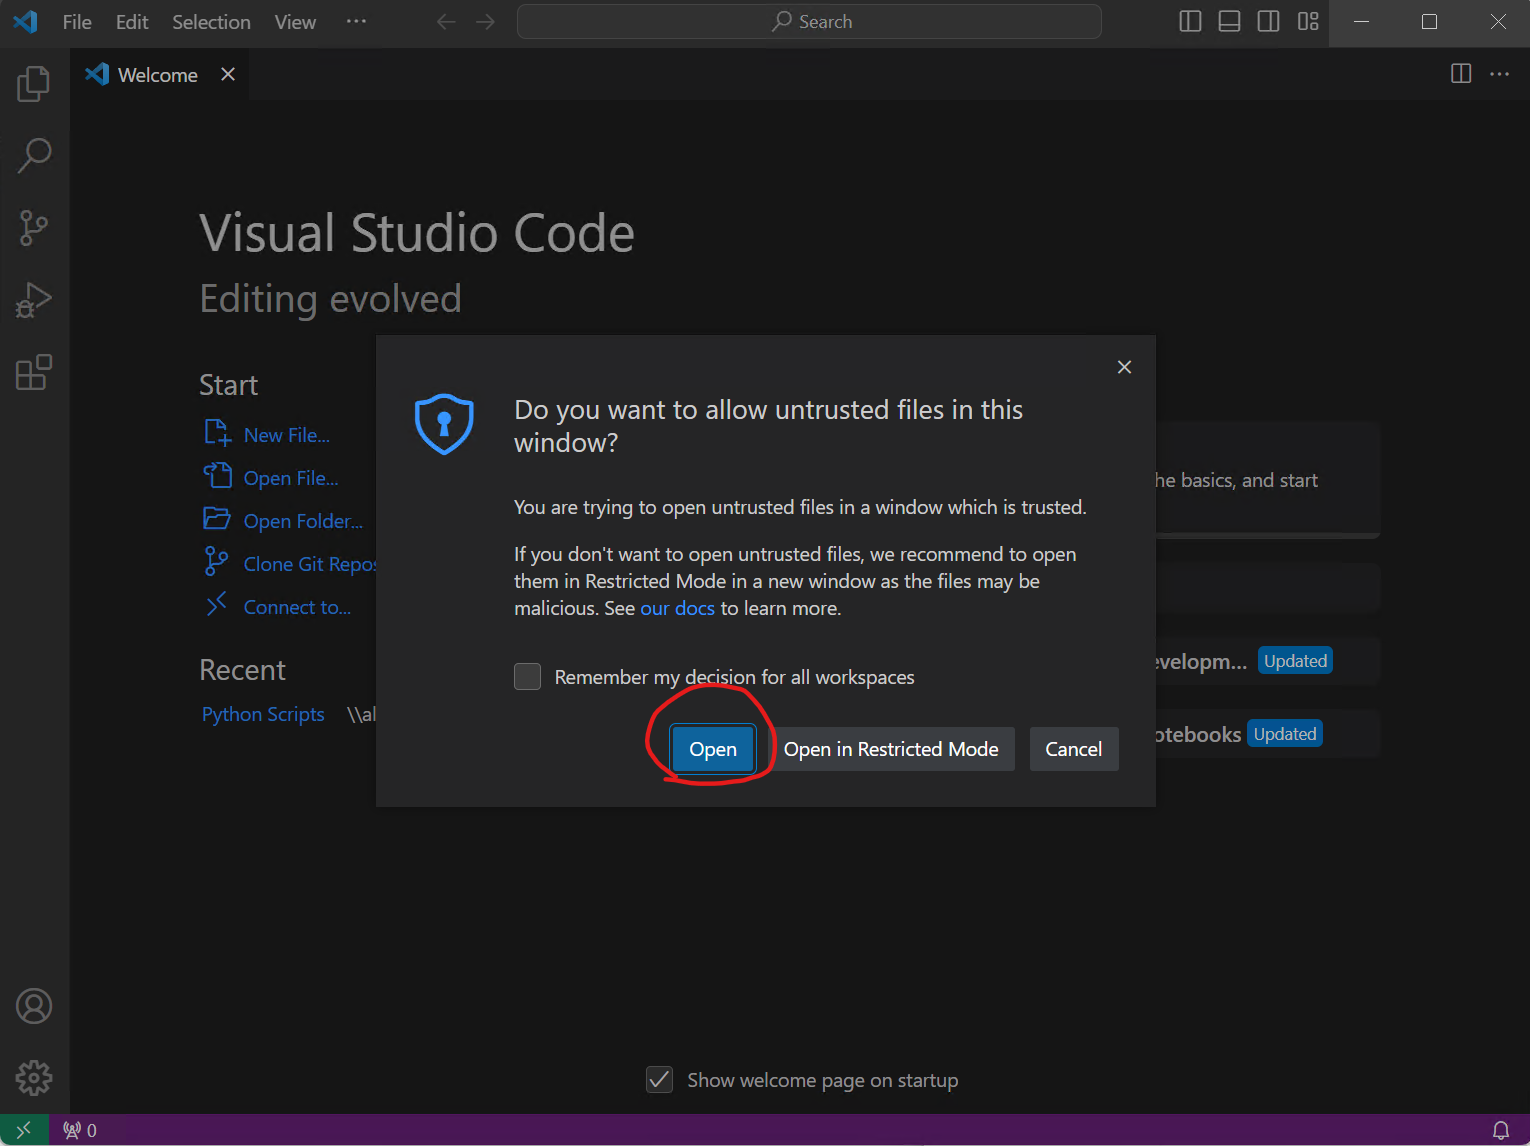 File Edit Selection View ··· Search
Welcome
Visual Studio Code
Editing evolved
Start
New File...
Open File...
Open Folder...
Clone Git Repos
Connect to...
Recent
Python Scripts \\al
Do you want to allow untrusted files in this
window?
You are trying to open untrusted files in a window which is trusted.
If you don't want to open untrusted files, we recommend to open
them in Restricted Mode in a new window as the files may be
malicious. See our docs to learn more.
Remember my decision for all workspaces
Open Open in Restricted Mode Cancel
he basics, and start
evelopm... Updated
otebooks Updated
Show welcome page on startup
0